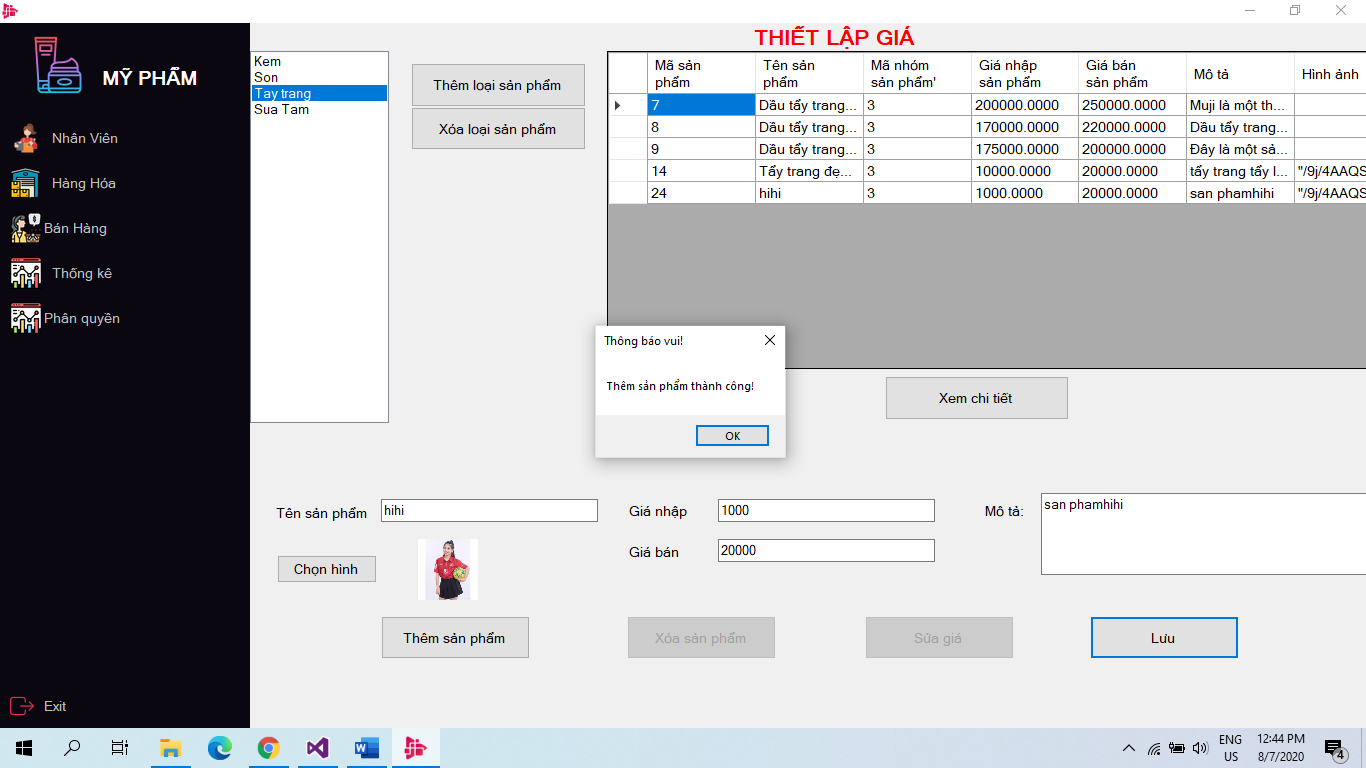 MỸ PHẨM
Nhân Viên
Hàng Hóa
Bán Hàng
Thống kê
Phân quyền
Exit
THIẾT LẬP GIÁ
Kem
Son
Tay trang
Sua Tam
Thêm loại sản phẩm
Xóa loại sản phẩm
Mã sản phẩm Tên sản phẩm Mã nhóm sản phẩm' Giá nhập sản phẩm Giá bán sản phẩm Mô tả Hình ảnh
7 Dầu tẩy trang... 3 200000.0000 250000.0000 Muji là một th...
8 Dầu tẩy trang... 3 170000.0000 220000.0000 Dầu tẩy trang...
9 Dầu tẩy trang... 3 175000.0000 200000.0000 Đây là một sả...
14 Tẩy trang đẹ... 3 10000.0000 20000.0000 tẩy trang tẩy l... "/9j/4AAQS
24 hihi 3 1000.0000 20000.0000 san phamhihi "/9j/4AAQS
Thông báo vui!
Thêm sản phẩm thành công!
OK
Xem chi tiết
Tên sản phẩm hihi
Giá nhập 1000
Mô tả: san phamhihi
Giá bán 20000
Chọn hình
Thêm sản phẩm
Xóa sản phẩm
Sửa giá
Lưu
ENG
US
12:44 PM
8/7/2020
4